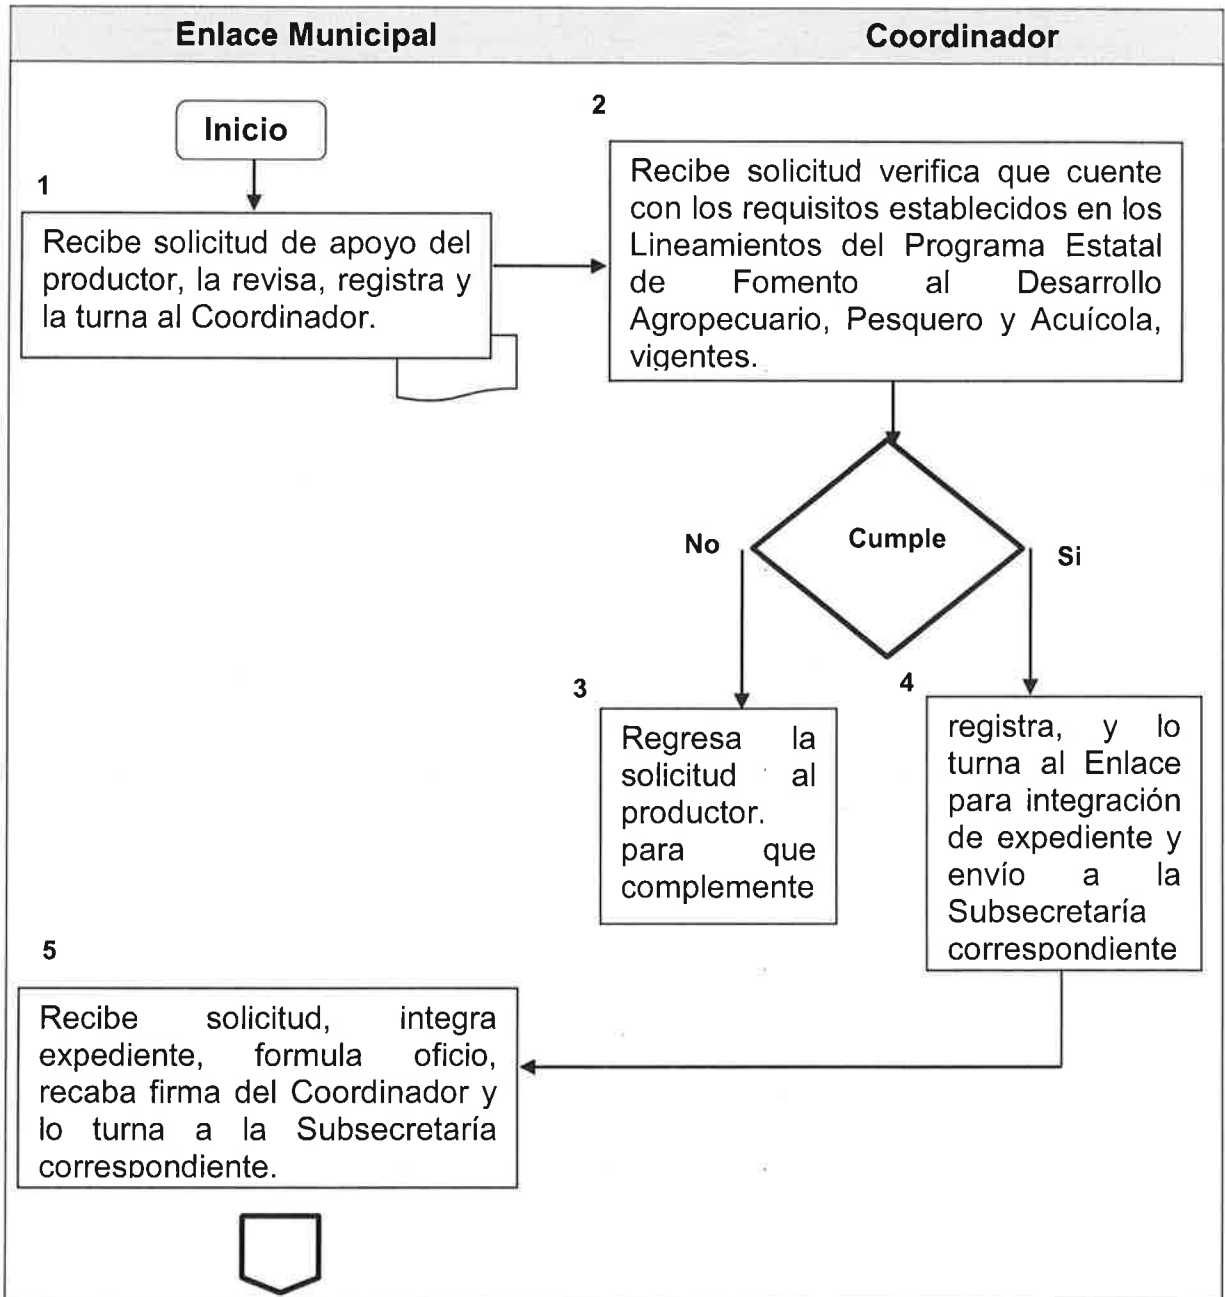 Enlace Municipal
Coordinador
Inicio
1
Recibe solicitud de apoyo del
productor, la revisa, registra y
la turna al Coordinador.
2
Recibe solicitud verifica que cuente
con los requisitos establecidos en los
Lineamientos del Programa Estatal
de Fomento al Desarrollo
Agropecuario, Pesquero y Acuícola,
vigentes.
Cumple
No
Si
3
Regresa la
solicitud al
productor.
para que
complemente
4
registra, y lo
turna al Enlace
para integración
de expediente y
envío a la
Subsecretaría
correspondiente
5
Recibe solicitud, integra
expediente, formula oficio,
recaba firma del Coordinador y
lo turna a la Subsecretaría
correspondiente.